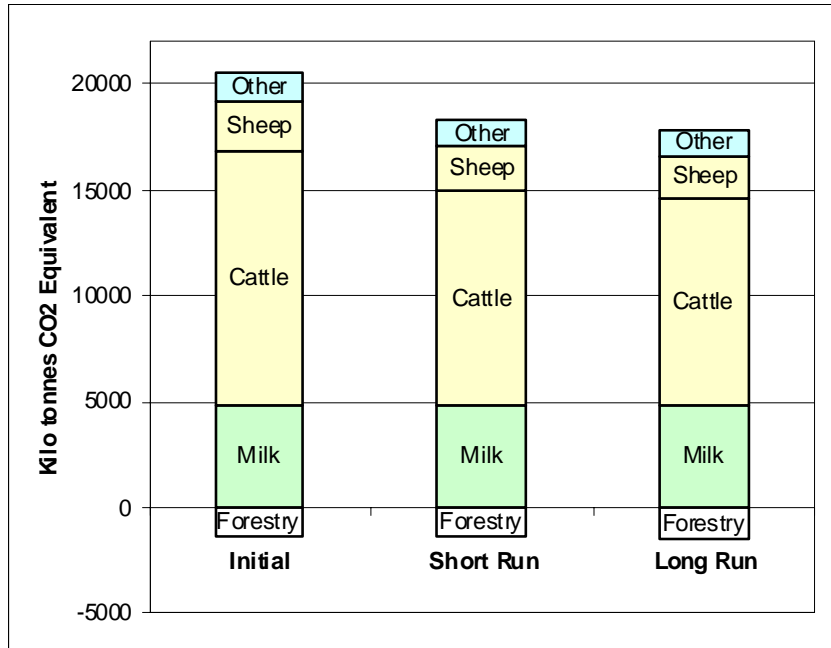 Kilo tonnes CO2 Equivalent
20000
15000
10000
5000
0
-5000
Other
Sheep
Cattle
Milk
Forestry
Initial
Other
Sheep
Cattle
Milk
Forestry
Short Run
Other
Sheep
Cattle
Milk
Forestry
Long Run